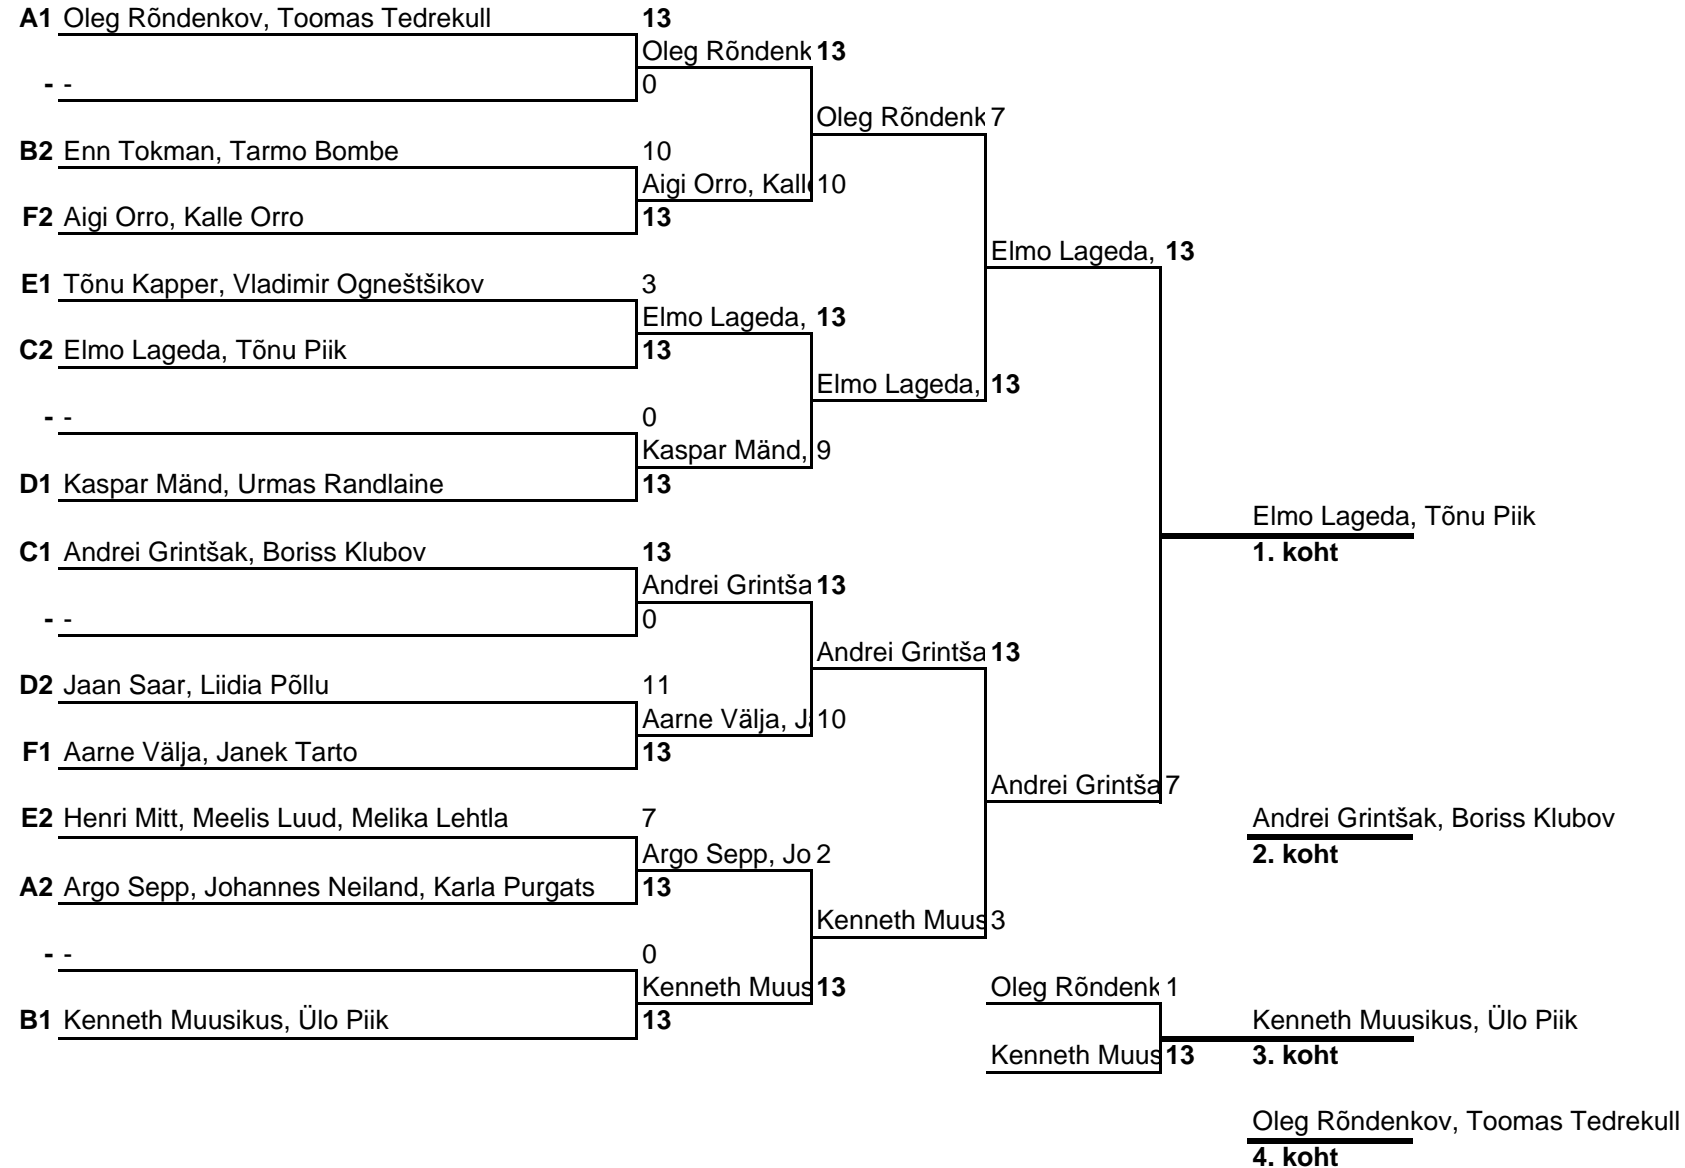 A1 Oleg Rõndenkov, Toomas Tedrekull 13
Oleg Rõndenk 13
- - 0
Oleg Rõndenk 7
B2 Enn Tokman, Tarmo Bombe 10
Aigi Orro, Kall 10
F2 Aigi Orro, Kalle Orro 13
Elmo Lageda, 13
E1 Tõnu Kapper, Vladimir Ogneštšikov 3
Elmo Lageda, 13
C2 Elmo Lageda, Tõnu Piik 13
Elmo Lageda, 13
- - 0
Kaspar Mänd, 9
D1 Kaspar Mänd, Urmas Randlaine 13
Elmo Lageda, Tõnu Piik
C1 Andrei Grintšak, Boriss Klubov 13 1. koht
Andrei Grintša 13
- - 0
Andrei Grintša 13
D2 Jaan Saar, Liidia Põllu 11
Aarne Välja, J 10
F1 Aarne Välja, Janek Tarto 13
Andrei Grintša 7
E2 Henri Mitt, Meelis Luud, Melika Lehtla 7 Andrei Grintšak, Boriss Klubov
Argo Sepp, Jo 2 2. koht
A2 Argo Sepp, Johannes Neiland, Karla Purgats 13
Kenneth Muus 3
- - 0
Kenneth Muus 13 Oleg Rõndenk 1
B1 Kenneth Muusikus, Ülo Piik 13 Kenneth Muusikus, Ülo Piik
Kenneth Muus 13 3. koht
Oleg Rõndenkov, Toomas Tedrekull
4. koht